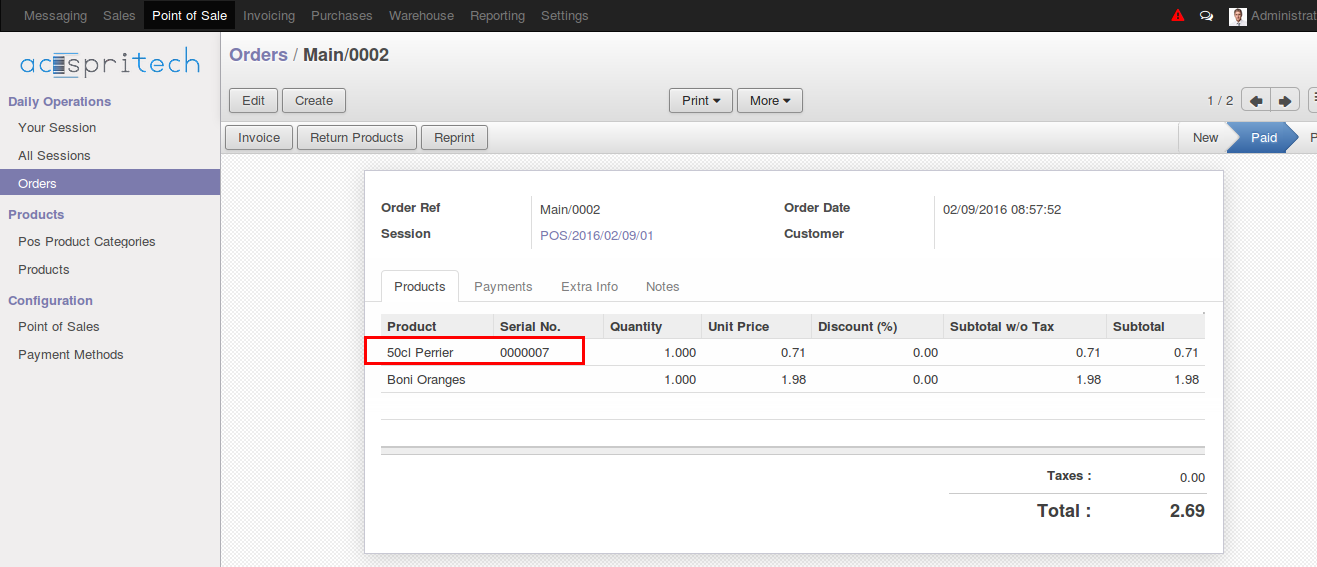 Messaging Sales Point of Sale Invoicing Purchases Warehouse Reporting Settings Administrat
acespritech
Daily Operations
Your Session
All Sessions
Orders
Products
Pos Product Categories
Products
Configuration
Point of Sales
Payment Methods
Orders / Main/0002
Edit Create Print More 1 / 2
Invoice Return Products Reprint New Paid P
Order Ref Main/0002 Order Date 02/09/2016 08:57:52
Session POS/2016/02/09/01 Customer
Products Payments Extra Info Notes
Product Serial No. Quantity Unit Price Discount (%) Subtotal w/o Tax Subtotal
50cl Perrier 0000007 1.000 0.71 0.00 0.71 0.71
Boni Oranges 1.000 1.98 0.00 1.98 1.98
Taxes : 0.00
Total : 2.69